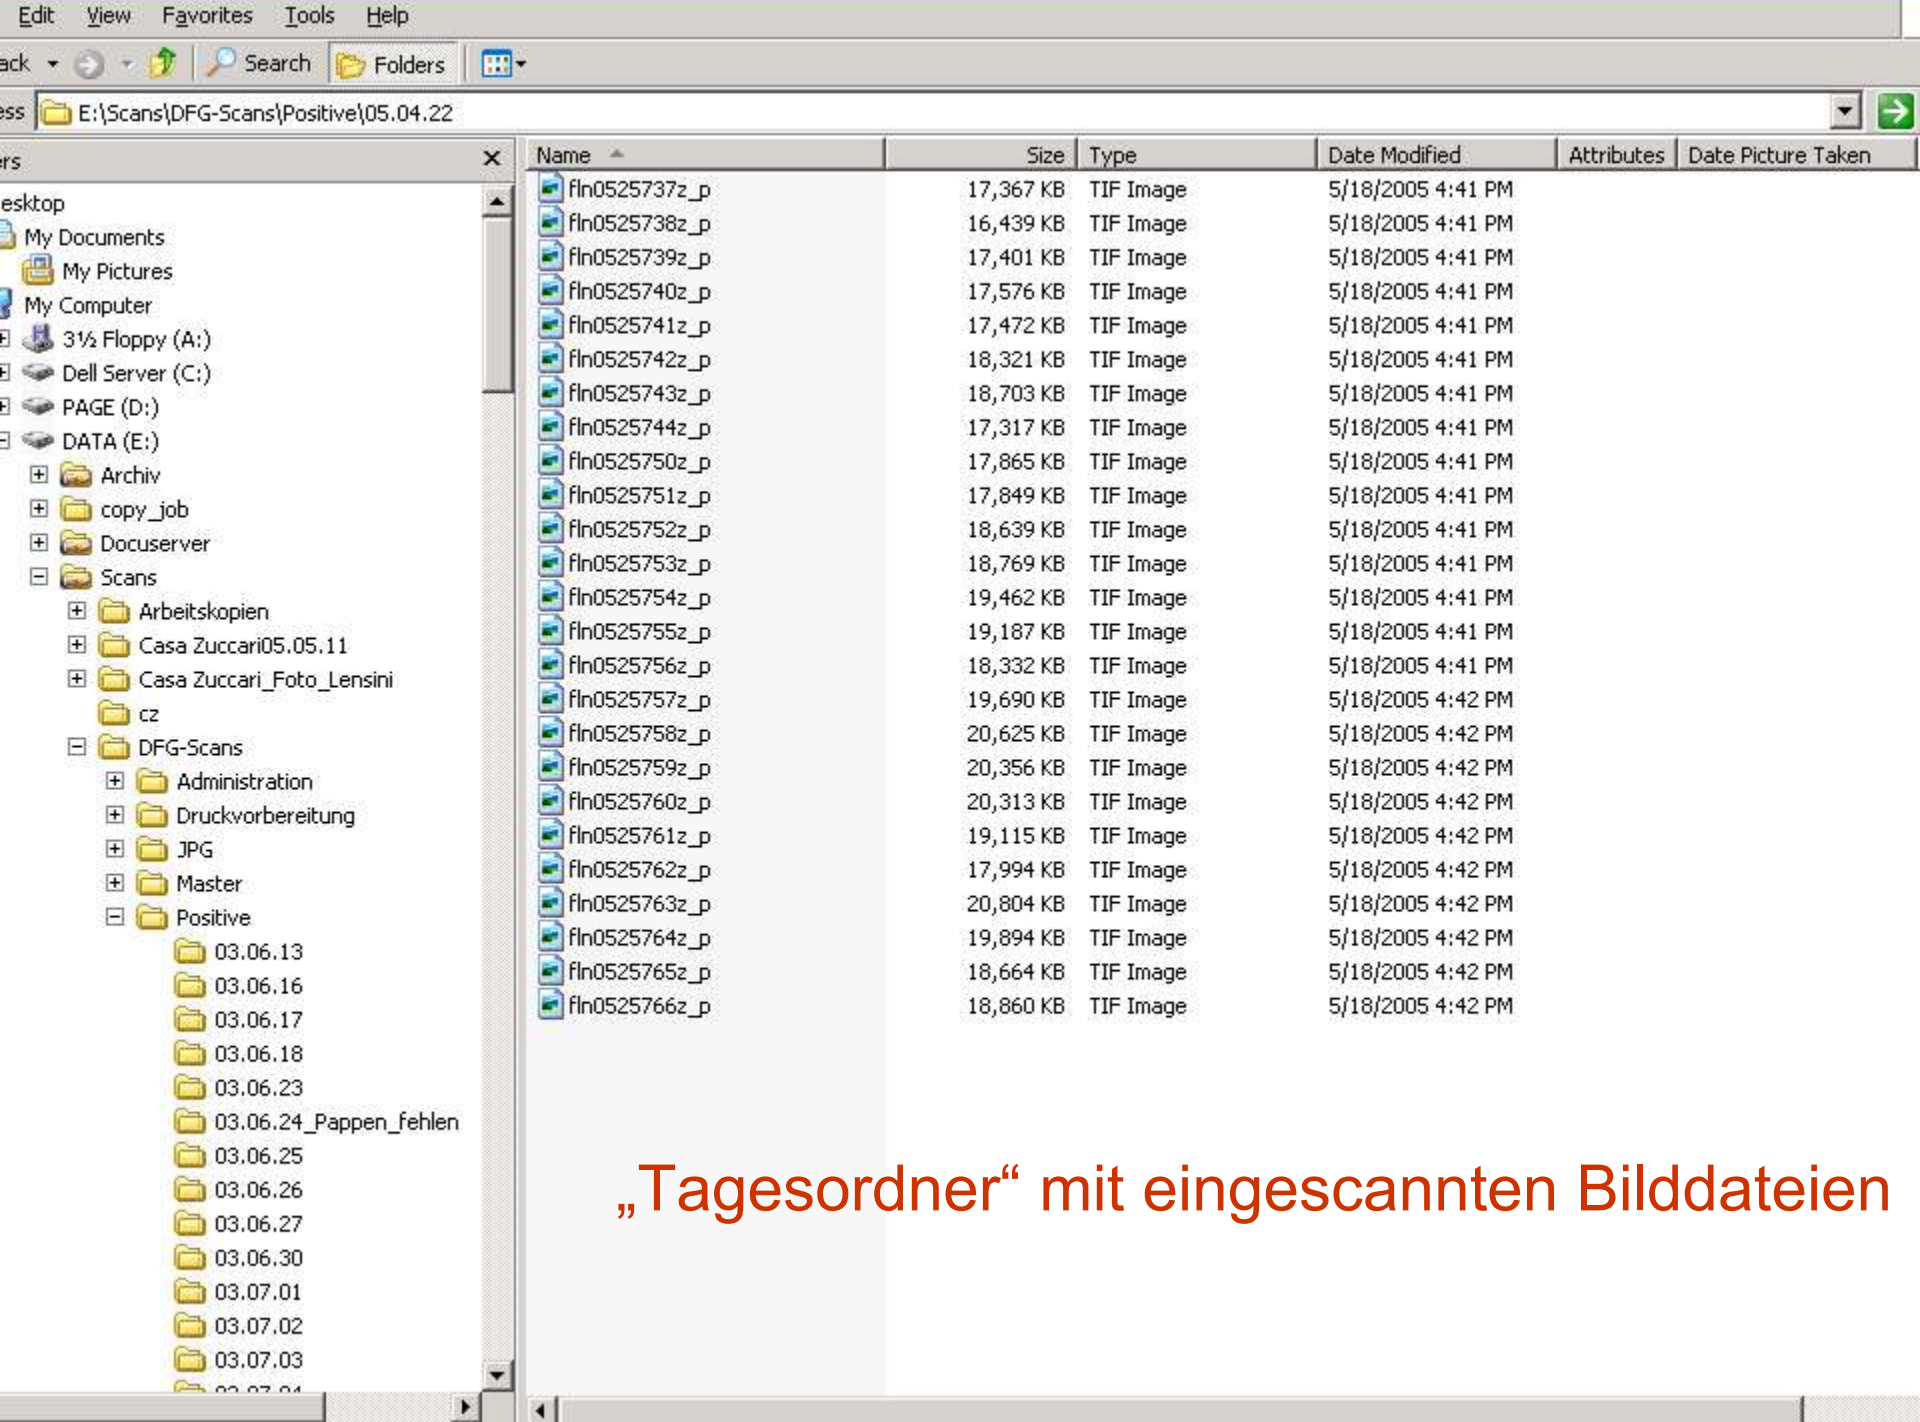 Edit View Favorites Tools Help
Search Folders
E:\Scans\DFG-Scans\Positive\05.04.22
Name Size Type Date Modified Attributes Date Picture Taken
My Documents
My Pictures
My Computer
3½ Floppy (A:)
Dell Server (C:)
PAGE (D:)
DATA (E:)
Archiv
copy_job
Docuserver
Scans
Arbeitskopien
Casa Zuccari05.05.11
Casa Zuccari_Foto_Lensini
cz
DFG-Scans
Administration
Druckvorbereitung
JPG
Master
Positive
03.06.13
03.06.16
03.06.17
03.06.18
03.06.23
03.06.24_Pappen_fehlen
03.06.25
03.06.26
03.06.27
03.06.30
03.07.01
03.07.02
03.07.03
fln0525737z_p 17,367 KB TIF Image 5/18/2005 4:41 PM
fln0525738z_p 16,439 KB TIF Image 5/18/2005 4:41 PM
fln0525739z_p 17,401 KB TIF Image 5/18/2005 4:41 PM
fln0525740z_p 17,576 KB TIF Image 5/18/2005 4:41 PM
fln0525741z_p 17,472 KB TIF Image 5/18/2005 4:41 PM
fln0525742z_p 18,321 KB TIF Image 5/18/2005 4:41 PM
fln0525743z_p 18,703 KB TIF Image 5/18/2005 4:41 PM
fln0525744z_p 17,317 KB TIF Image 5/18/2005 4:41 PM
fln0525750z_p 17,865 KB TIF Image 5/18/2005 4:41 PM
fln0525751z_p 17,849 KB TIF Image 5/18/2005 4:41 PM
fln0525752z_p 18,639 KB TIF Image 5/18/2005 4:41 PM
fln0525753z_p 18,769 KB TIF Image 5/18/2005 4:41 PM
fln0525754z_p 19,462 KB TIF Image 5/18/2005 4:41 PM
fln0525755z_p 19,187 KB TIF Image 5/18/2005 4:41 PM
fln0525756z_p 18,332 KB TIF Image 5/18/2005 4:41 PM
fln0525757z_p 19,690 KB TIF Image 5/18/2005 4:42 PM
fln0525758z_p 20,625 KB TIF Image 5/18/2005 4:42 PM
fln0525759z_p 20,356 KB TIF Image 5/18/2005 4:42 PM
fln0525760z_p 20,313 KB TIF Image 5/18/2005 4:42 PM
fln0525761z_p 19,115 KB TIF Image 5/18/2005 4:42 PM
fln0525762z_p 17,994 KB TIF Image 5/18/2005 4:42 PM
fln0525763z_p 20,804 KB TIF Image 5/18/2005 4:42 PM
fln0525764z_p 19,894 KB TIF Image 5/18/2005 4:42 PM
fln0525765z_p 18,664 KB TIF Image 5/18/2005 4:42 PM
fln0525766z_p 18,860 KB TIF Image 5/18/2005 4:42 PM
„Tagesordner“ mit eingescannten Bilddateien